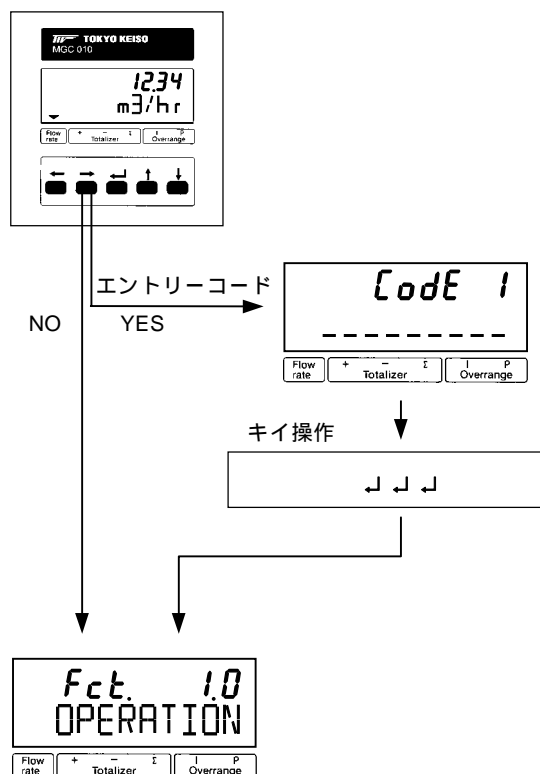 TOKYO KEISO
MGC 010
12.34
m3/hr
Flow rate
+ − Σ
Totalizer
I P
Overrange
← → ↵ ↑ ↓
エントリーコード
NO YES
CodE 1
_ _ _ _ _ _ _ _ _
Flow rate
+ − Σ
Totalizer
I P
Overrange
キイ操作
↵ ↵ ↵
Fct. 1.0
OPERATION
Flow rate
+ − Σ
Totalizer
I P
Overrange